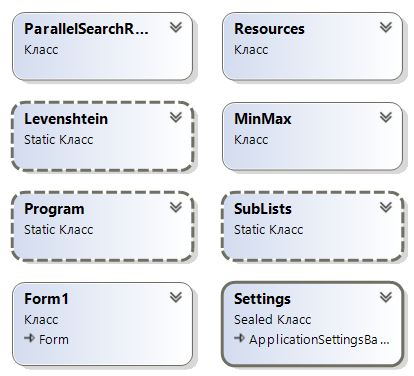 ParallelSearchR...
Класс
Resources
Класс
Levenshtein
Static Класс
MinMax
Класс
Program
Static Класс
SubLists
Static Класс
Form1
Класс
Form
Settings
Sealed Класс
ApplicationSettingsBa...